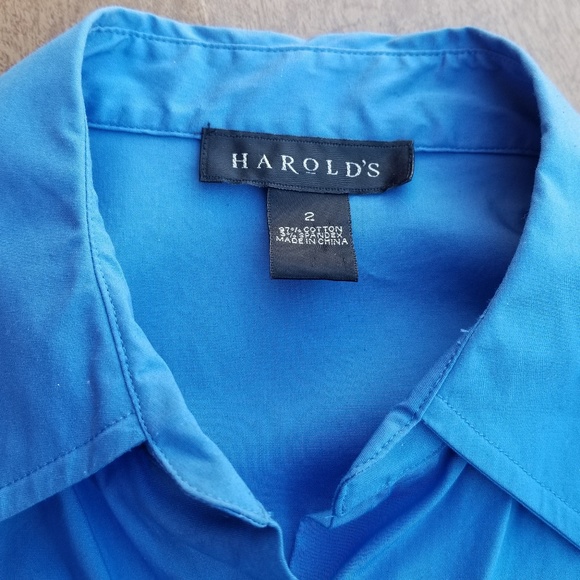 HAROLD'S
2
97% COTTON
3% SPANDEX
MADE IN CHINA